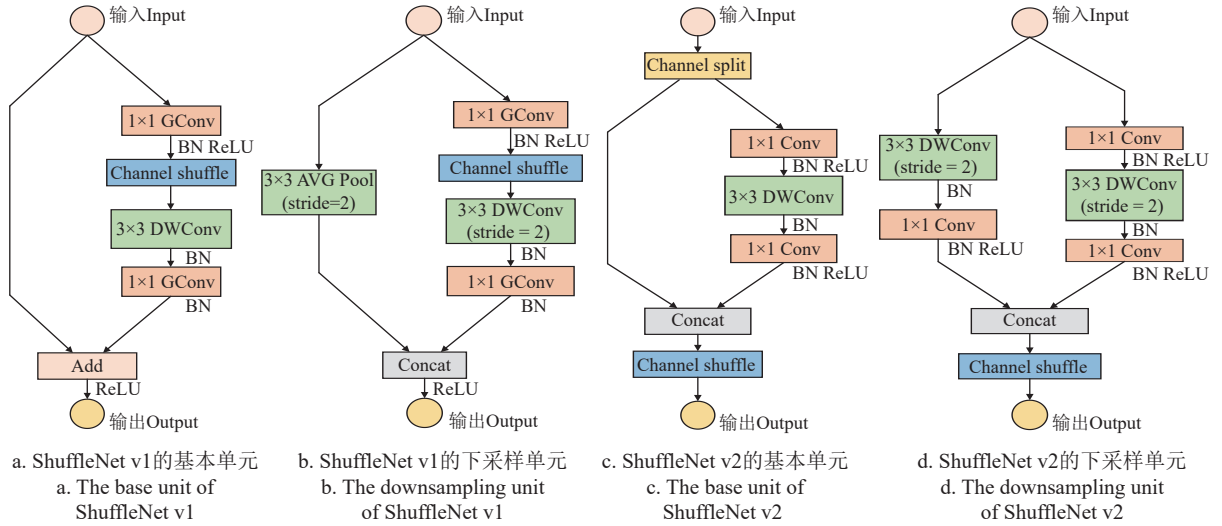 输入Input
1×1 GConv
BN ReLU
Channel shuffle
3×3 DWConv
BN
1×1 GConv
BN
Add
ReLU
输出Output
a. ShuffleNet v1的基本单元
a. The base unit of
ShuffleNet v1
输入Input
3×3 AVG Pool
(stride=2)
1×1 GConv
BN ReLU
Channel shuffle
3×3 DWConv
(stride = 2)
BN
1×1 GConv
BN
Concat
ReLU
输出Output
b. ShuffleNet v1的下采样单元
b. The downsampling unit
of ShuffleNet v1
输入Input
Channel split
1×1 Conv
BN ReLU
3×3 DWConv
BN
1×1 Conv
BN ReLU
Concat
Channel shuffle
输出Output
c. ShuffleNet v2的基本单元
c. The base unit of
ShuffleNet v2
输入Input
3×3 DWConv
(stride = 2)
BN
1×1 Conv
BN ReLU
1×1 Conv
BN ReLU
3×3 DWConv
(stride = 2)
BN
1×1 Conv
BN ReLU
Concat
Channel shuffle
输出Output
d. ShuffleNet v2的下采样单元
d. The downsampling unit
of ShuffleNet v2